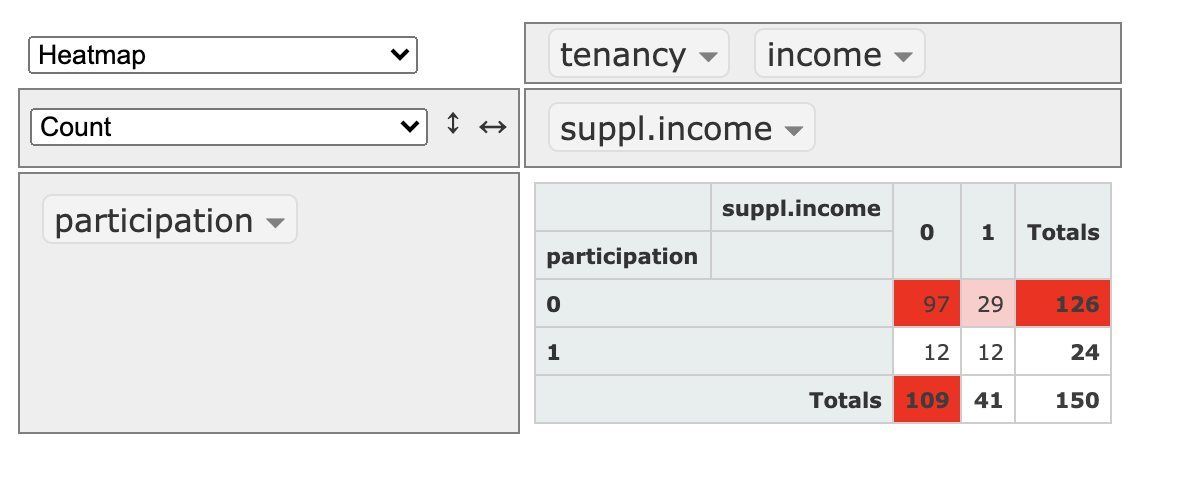 Heatmap
tenancy income
Count
suppl.income
participation
suppl.income 0 1 Totals
participation
0 97 29 126
1 12 12 24
Totals 109 41 150